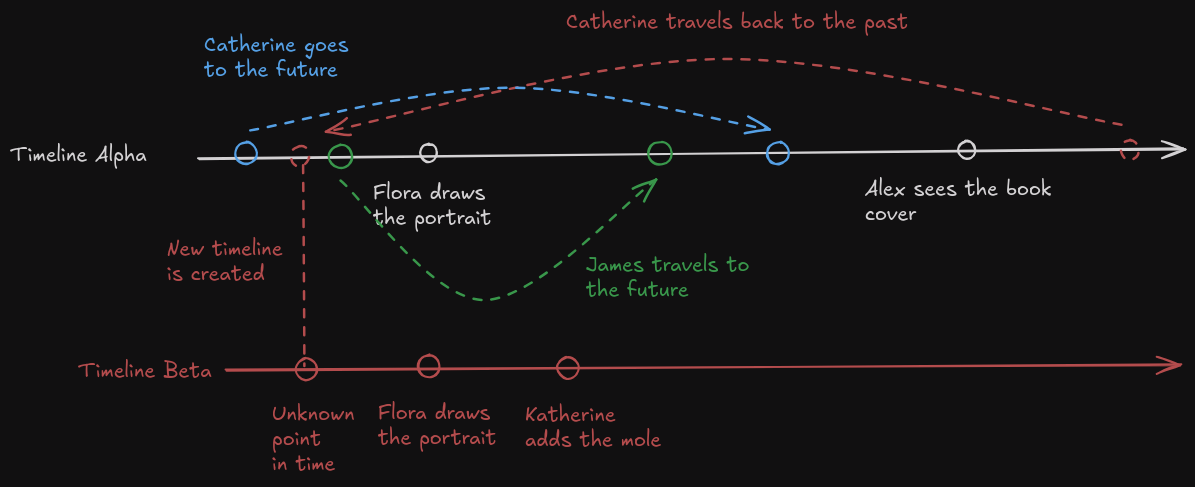 Catherine travels back to the past
Catherine goes
to the future
Timeline Alpha
Flora draws
the portrait
Alex sees the book
cover
New timeline
is created
James travels to
the future
Timeline Beta
Unknown
point
in time
Flora draws
the portrait
Katherine
adds the mole